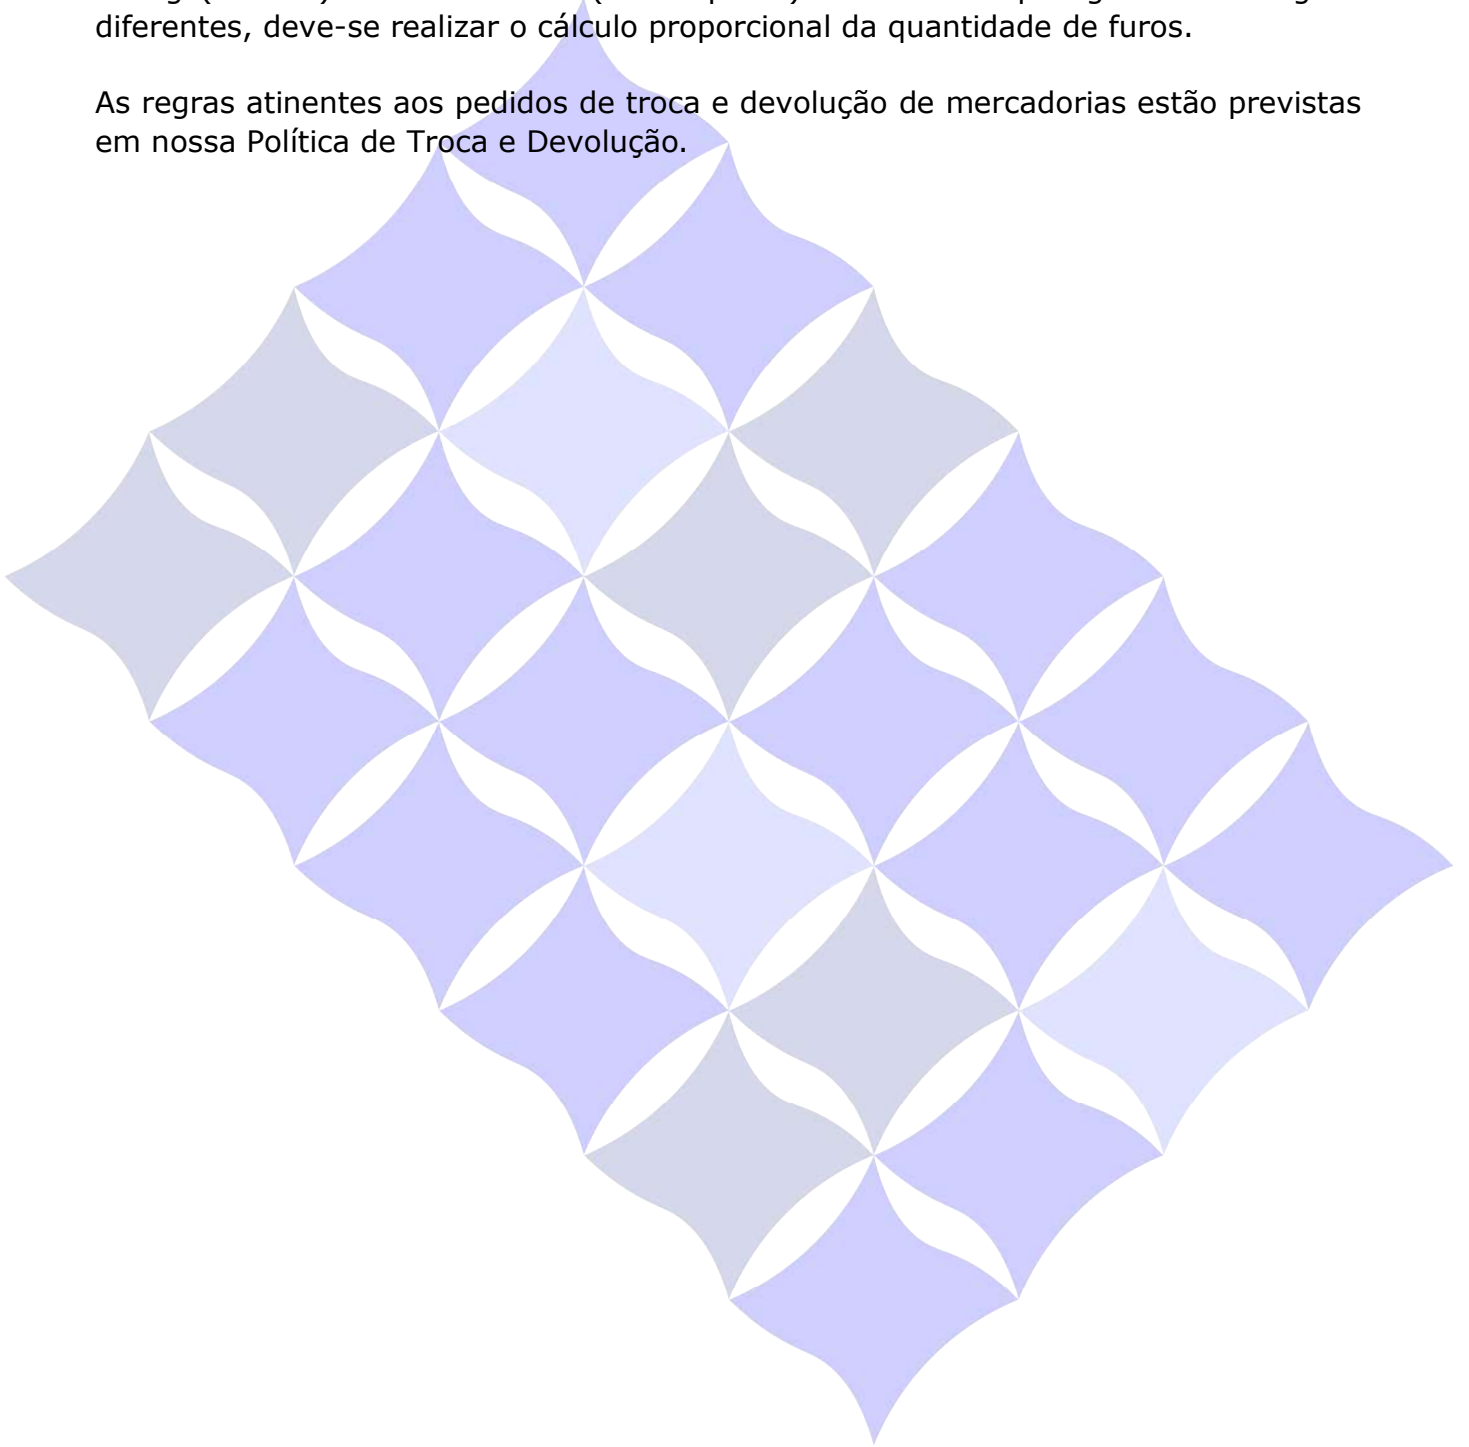 diferentes, deve-se realizar o cálculo proporcional da quantidade de furos.
As regras atinentes aos pedidos de troca e devolução de mercadorias estão previstas
em nossa Política de Troca e Devolução.